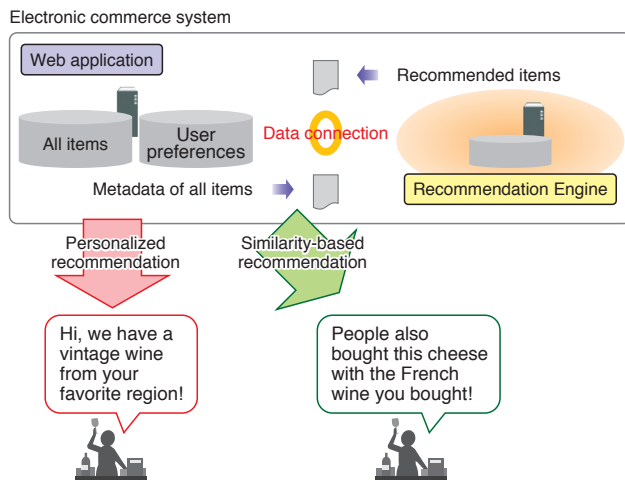 Electronic commerce system
Web application
Recommended items
All items
User
preferences
Data connection
Metadata of all items
Recommendation Engine
Personalized
recommendation
Similarity-based
recommendation
Hi, we have a
vintage wine
from your
favorite region!
People also
bought this cheese
with the French
wine you bought!